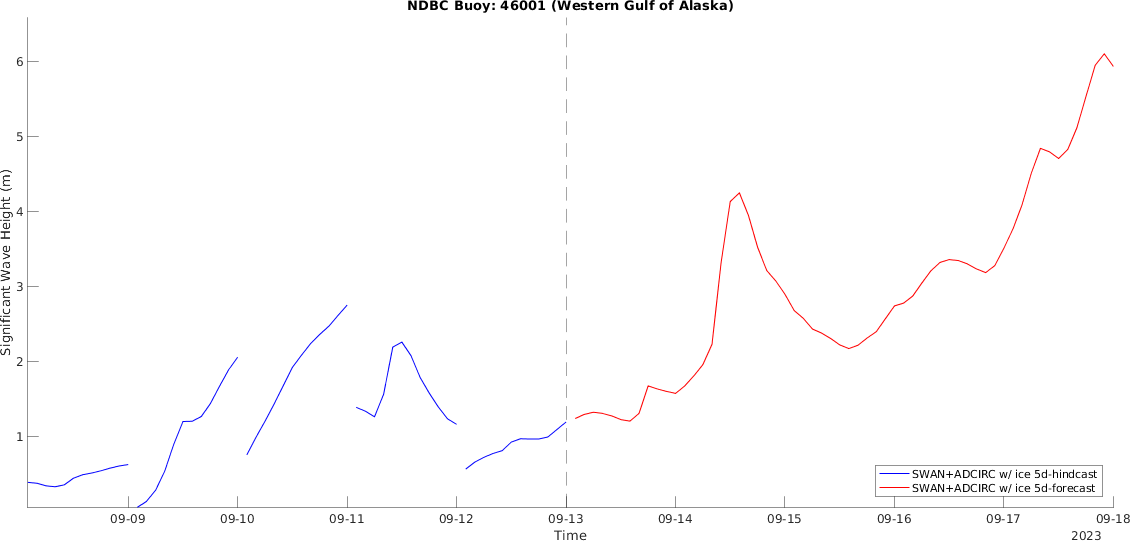 NDBC Buoy: 46001 (Western Gulf of Alaska)
Significant Wave Height (m)
6
5
4
3
2
1
SWAN+ADCIRC w/ ice 5d-hindcast
SWAN+ADCIRC w/ ice 5d-forecast
09-09 09-10 09-11 09-12 09-13 09-14 09-15 09-16 09-17 09-18
Time
2023